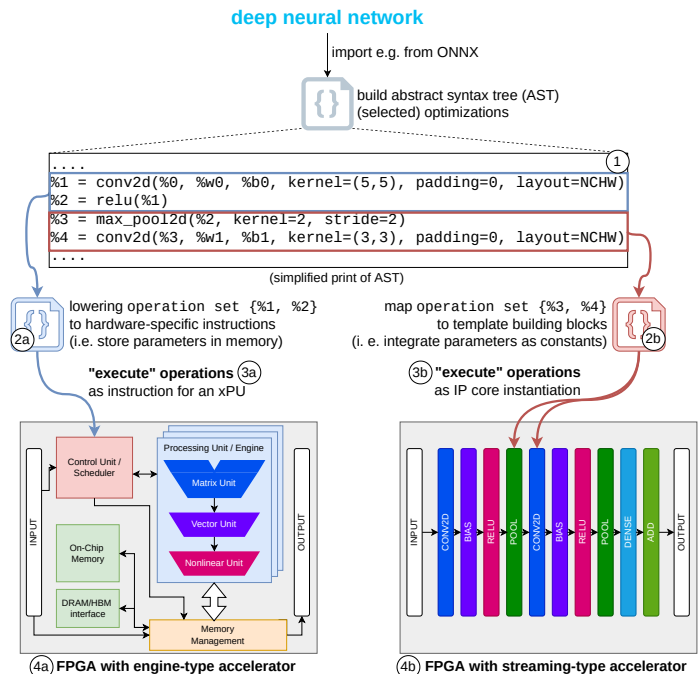 deep neural network
import e.g. from ONNX
{}
build abstract syntax tree (AST)
(selected) optimizations
1
....
%1 = conv2d(%0, %w0, %b0, kernel=(5,5), padding=0, layout=NCHW)
%2 = relu(%1)
%3 = max_pool2d(%2, kernel=2, stride=2)
%4 = conv2d(%3, %w1, %b1, kernel=(3,3), padding=0, layout=NCHW)
....
(simplified print of AST)
{}
2a
lowering operation set {%1, %2}
to hardware-specific instructions
(i.e. store parameters in memory)
map operation set {%3, %4}
to template building blocks
(i. e. integrate parameters as constants)
{}
2b
"execute" operations 3a
as instruction for an xPU
3b "execute" operations
as IP core instantiation
INPUT
Control Unit /
Scheduler
On-Chip
Memory
DRAM/HBM
interface
Processing Unit / Engine
Matrix Unit
Vector Unit
Nonlinear Unit
Memory
Management
OUTPUT
INPUT
CONV2D
BIAS
RELU
POOL
CONV2D
BIAS
RELU
POOL
DENSE
ADD
OUTPUT
4a FPGA with engine-type accelerator
4b FPGA with streaming-type accelerator